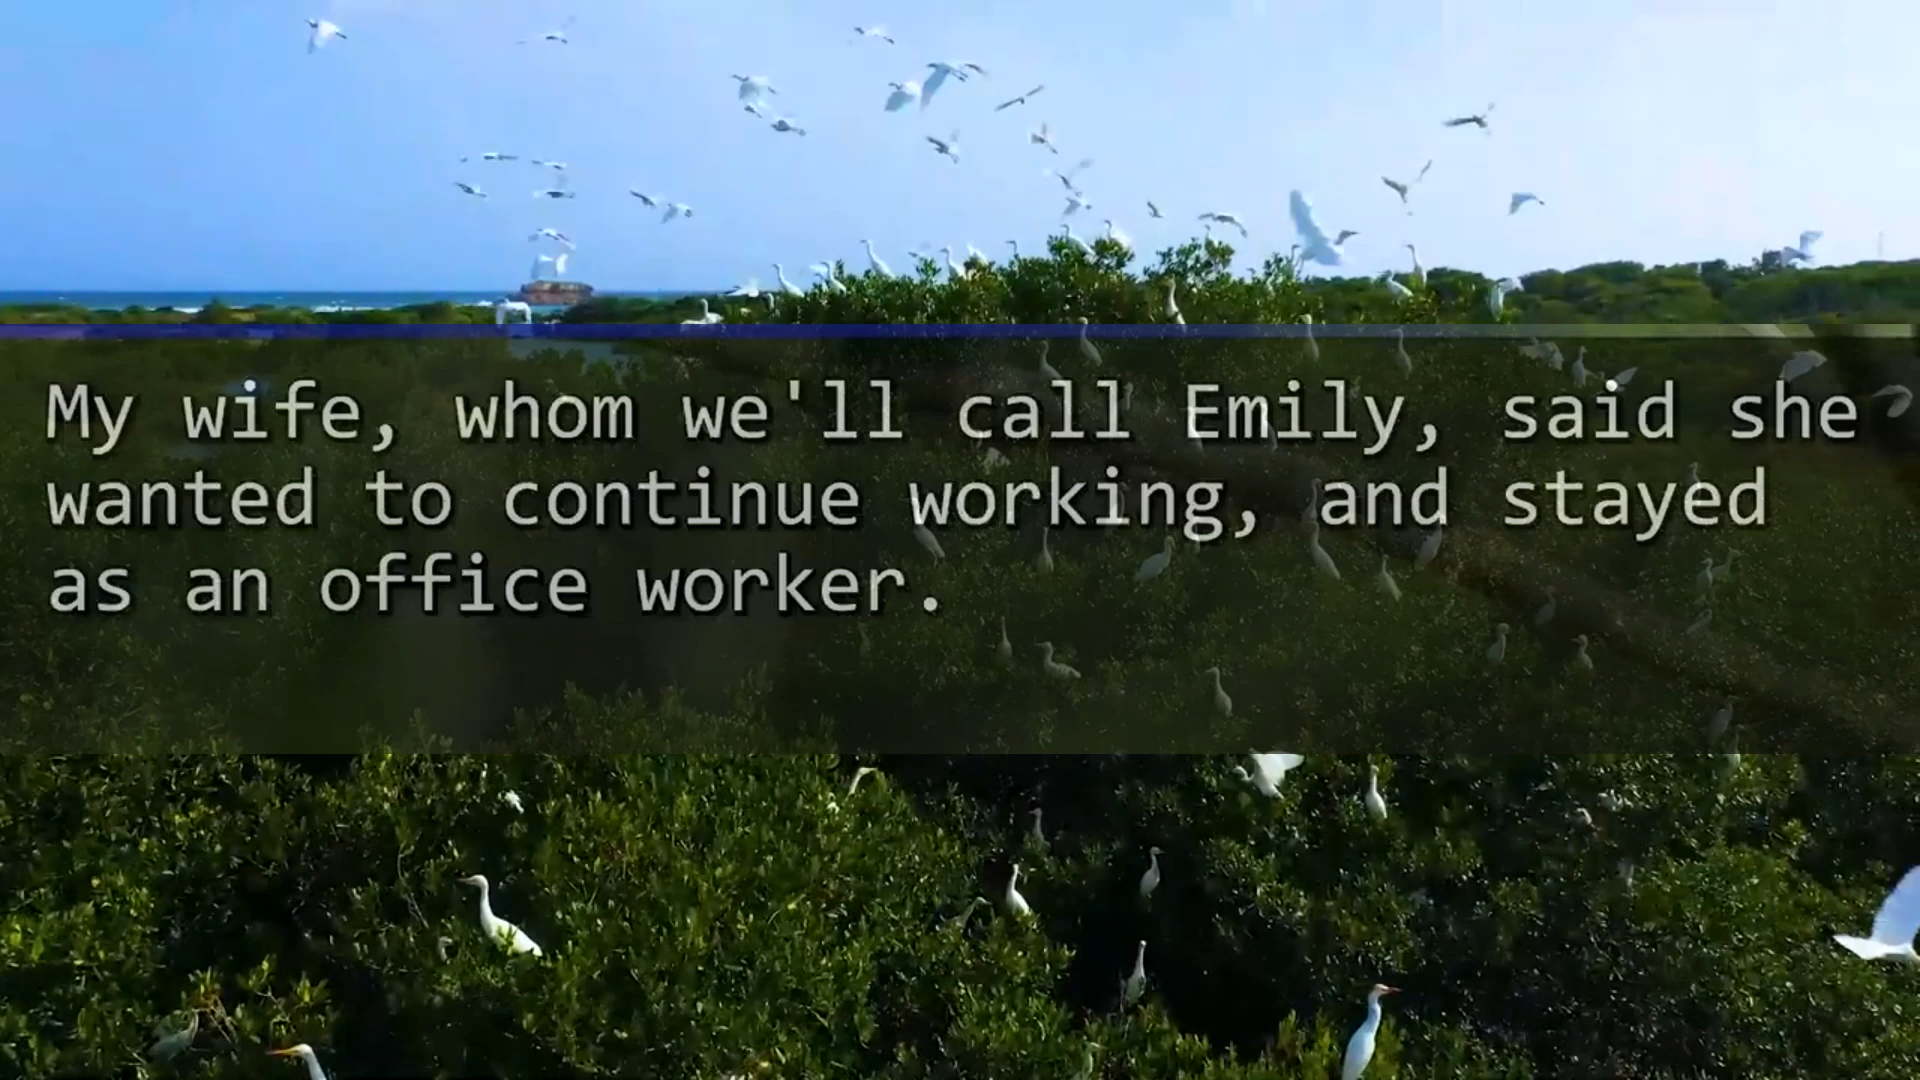 My wife, whom we'll call Emily, said she
wanted to continue working, and stayed
as an office worker.